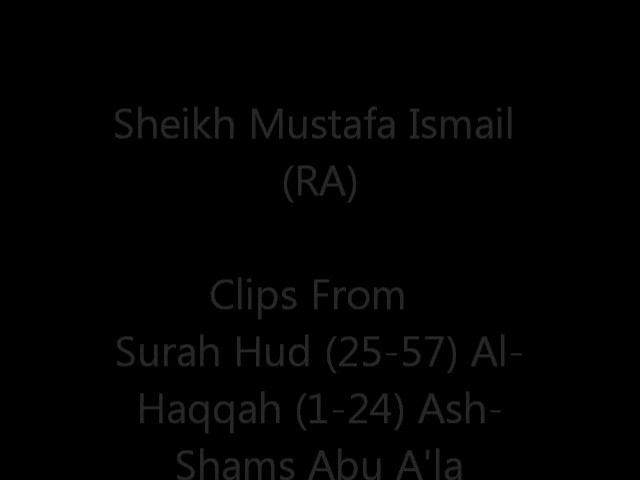 Sheikh Mustafa Ismail
(RA)
Clips From
Surah Hud (25-57) Al-
Haqqah (1-24) Ash-
Shams Abu A'la